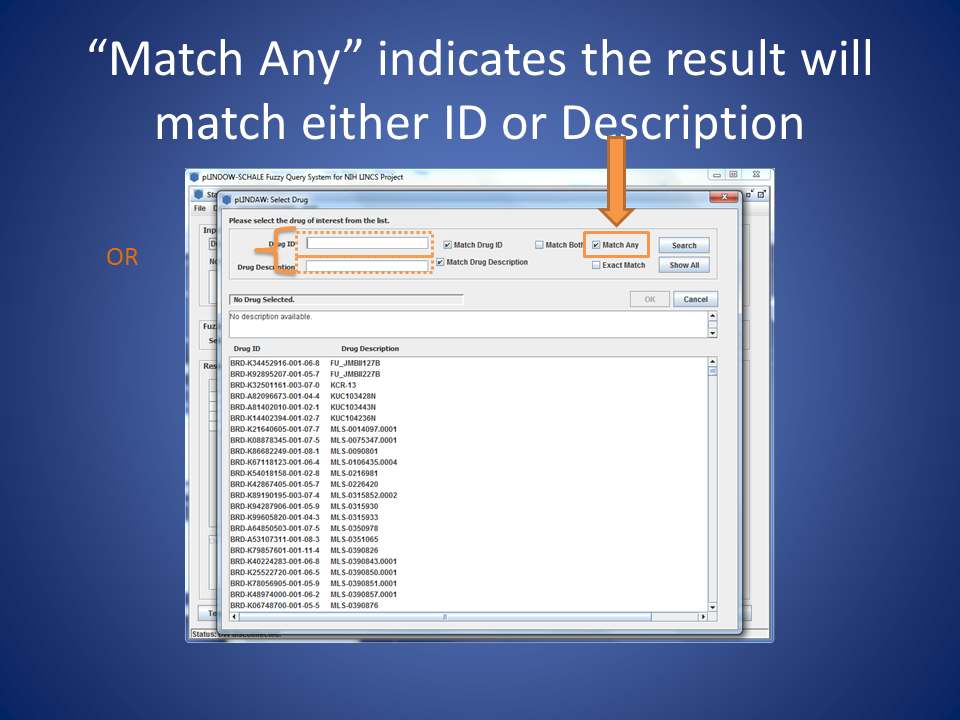 “Match Any” indicates the result will
match either ID or Description
pLINDOW-SCHALE Fuzzy Query System for NIH LINCS Project
pLINDAW: Select Drug
File
Please select the drug of interest from the list.
OR
Drug ID
Match Drug ID
Match Both
Match Any
Search
Drug Description
Match Drug Description
Exact Match
Show All
No Drug Selected.
OK
Cancel
No description available.
Drug ID Drug Description
BRD-K34452916-001-06-8 FU_JMBII127B
BRD-K92895207-001-05-7 FU_JMBII227B
BRD-K32501161-003-07-0 KCR-13
BRD-A82096673-001-04-4 KUC103428N
BRD-A81402010-001-02-1 KUC103443N
BRD-K14402394-001-02-7 KUC104236N
BRD-K21640605-001-07-7 MLS-0014097.0001
BRD-K08878345-001-07-5 MLS-0075347.0001
BRD-K86682249-001-08-1 MLS-0090801
BRD-K67118123-001-06-4 MLS-0106435.0004
BRD-K54018158-001-02-8 MLS-0216981
BRD-K42867405-001-05-7 MLS-0226420
BRD-K89190195-003-07-4 MLS-0315852.0002
BRD-K94287906-001-05-9 MLS-0315930
BRD-K99605820-001-04-3 MLS-0315933
BRD-A64850503-001-07-5 MLS-0350978
BRD-A53107311-001-08-3 MLS-0351065
BRD-K79857601-001-11-4 MLS-0390826
BRD-K40224283-001-06-8 MLS-0390843.0001
BRD-K25522720-001-06-5 MLS-0390850.0001
BRD-K78056905-001-05-9 MLS-0390851.0001
BRD-K48974000-001-06-2 MLS-0390857.0001
BRD-K06748700-001-05-5 MLS-0390876
Status: